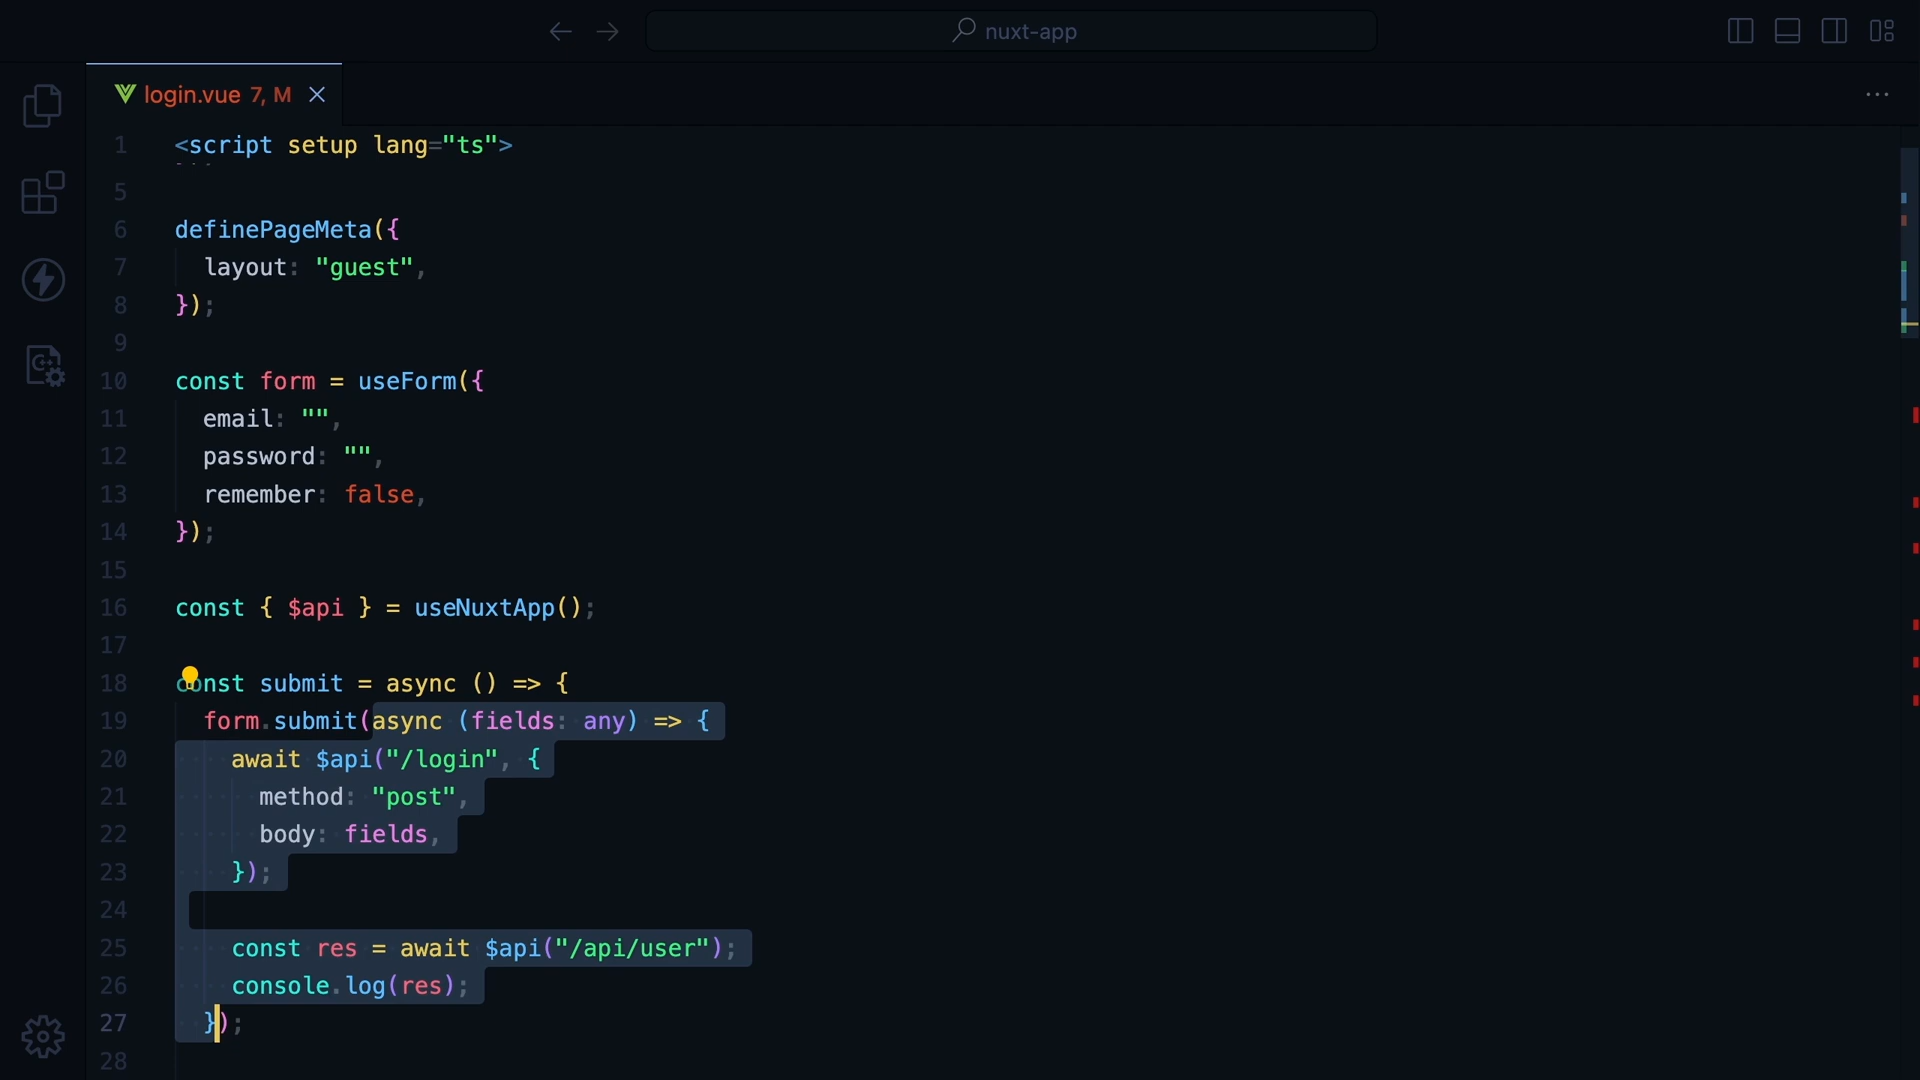 nuxt-app
login.vue 7, M
1 <script setup lang="ts">
5
6 definePageMeta({
7 layout: "guest",
8 });
9
10 const form = useForm({
11 email: "",
12 password: "",
13 remember: false,
14 });
15
16 const { $api } = useNuxtApp();
17
18 const submit = async () => {
19 form.submit(async (fields: any) => {
20 await $api("/login", {
21 method: "post",
22 body: fields,
23 });
24
25 const res = await $api("/api/user");
26 console.log(res);
27 });
28